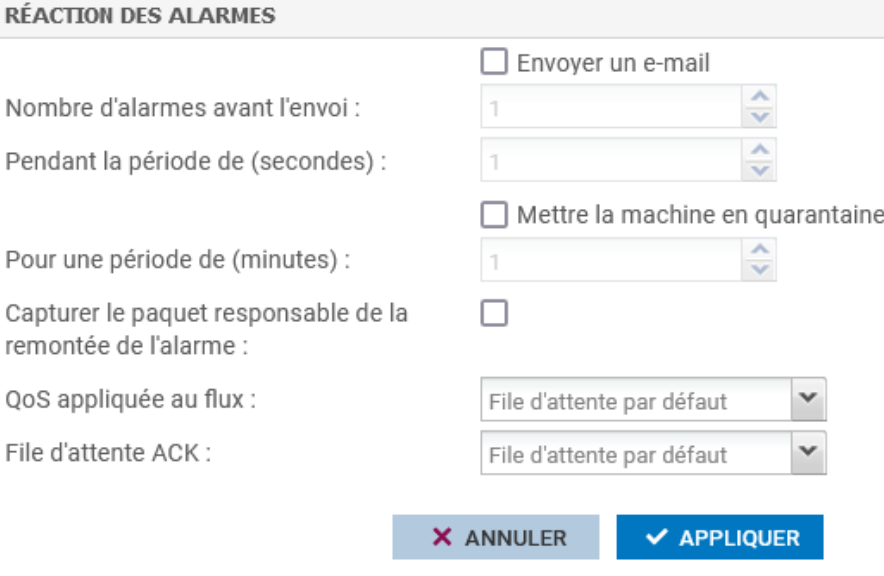 RÉACTION DES ALARMES
Envoyer un e-mail
Nombre d'alarmes avant l'envoi : 1
Pendant la période de (secondes) : 1
Mettre la machine en quarantaine
Pour une période de (minutes) : 1
Capturer le paquet responsable de la
remontée de l'alarme :
QoS appliquée au flux : File d'attente par défaut
File d'attente ACK : File d'attente par défaut
ANNULER APPLIQUER